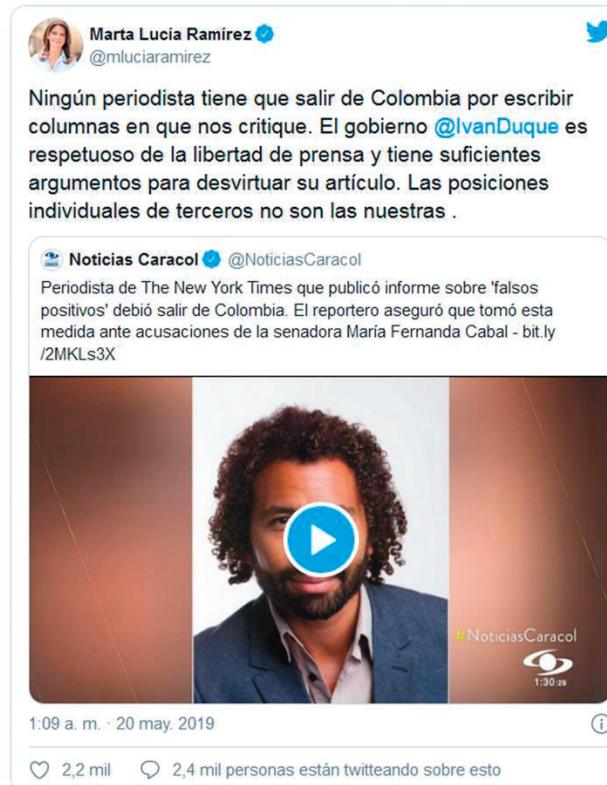 Marta Lucía Ramírez
@mluciaramirez
Ningún periodista tiene que salir de Colombia por escribir
columnas en que nos critique. El gobierno @IvanDuque es
respetuoso de la libertad de prensa y tiene suficientes
argumentos para desvirtuar su artículo. Las posiciones
individuales de terceros no son las nuestras .
Noticias Caracol @NoticiasCaracol
Periodista de The New York Times que publicó informe sobre 'falsos
positivos' debió salir de Colombia. El reportero aseguró que tomó esta
medida ante acusaciones de la senadora María Fernanda Cabal - bit.ly
/2MKLs3X
#NoticiasCaracol
1:30:29
1:09 a. m. · 20 may. 2019
2,2 mil 2,4 mil personas están twitteando sobre esto